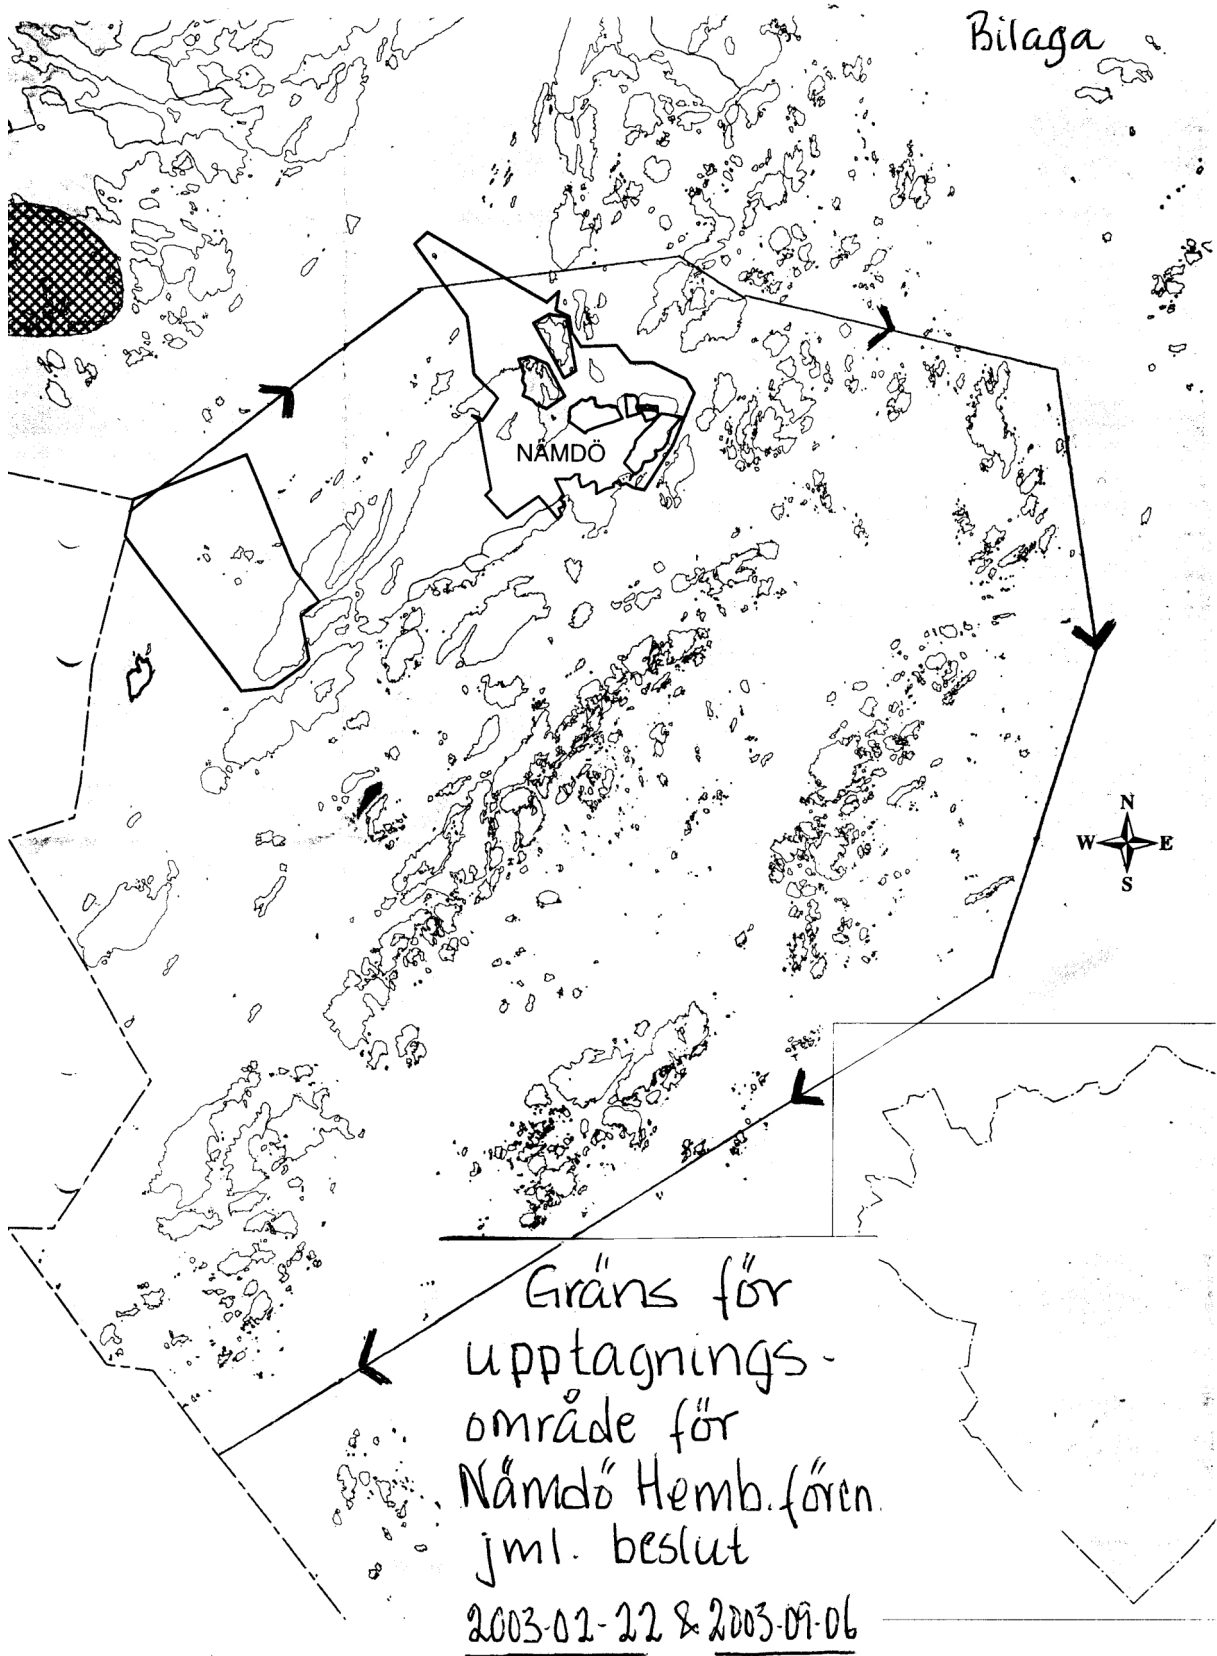 Bilaga
NÄMDÖ
N
W E
S
Gräns för
upptagnings-
område för
Nämdö Hemb.fören.
jml. beslut
2003-02-22 & 2003-09-06